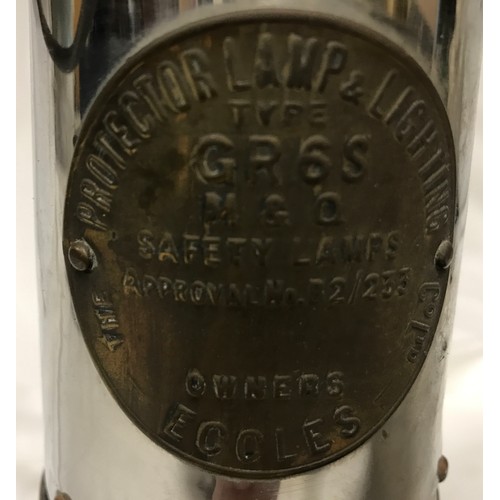 THE PROTECTOR LAMP & LIGHTING CO LTD
TYPE
GR6S
M & Q
SAFETY LAMPS
APPROVAL No. B2/233
OWNERS
ECCLES